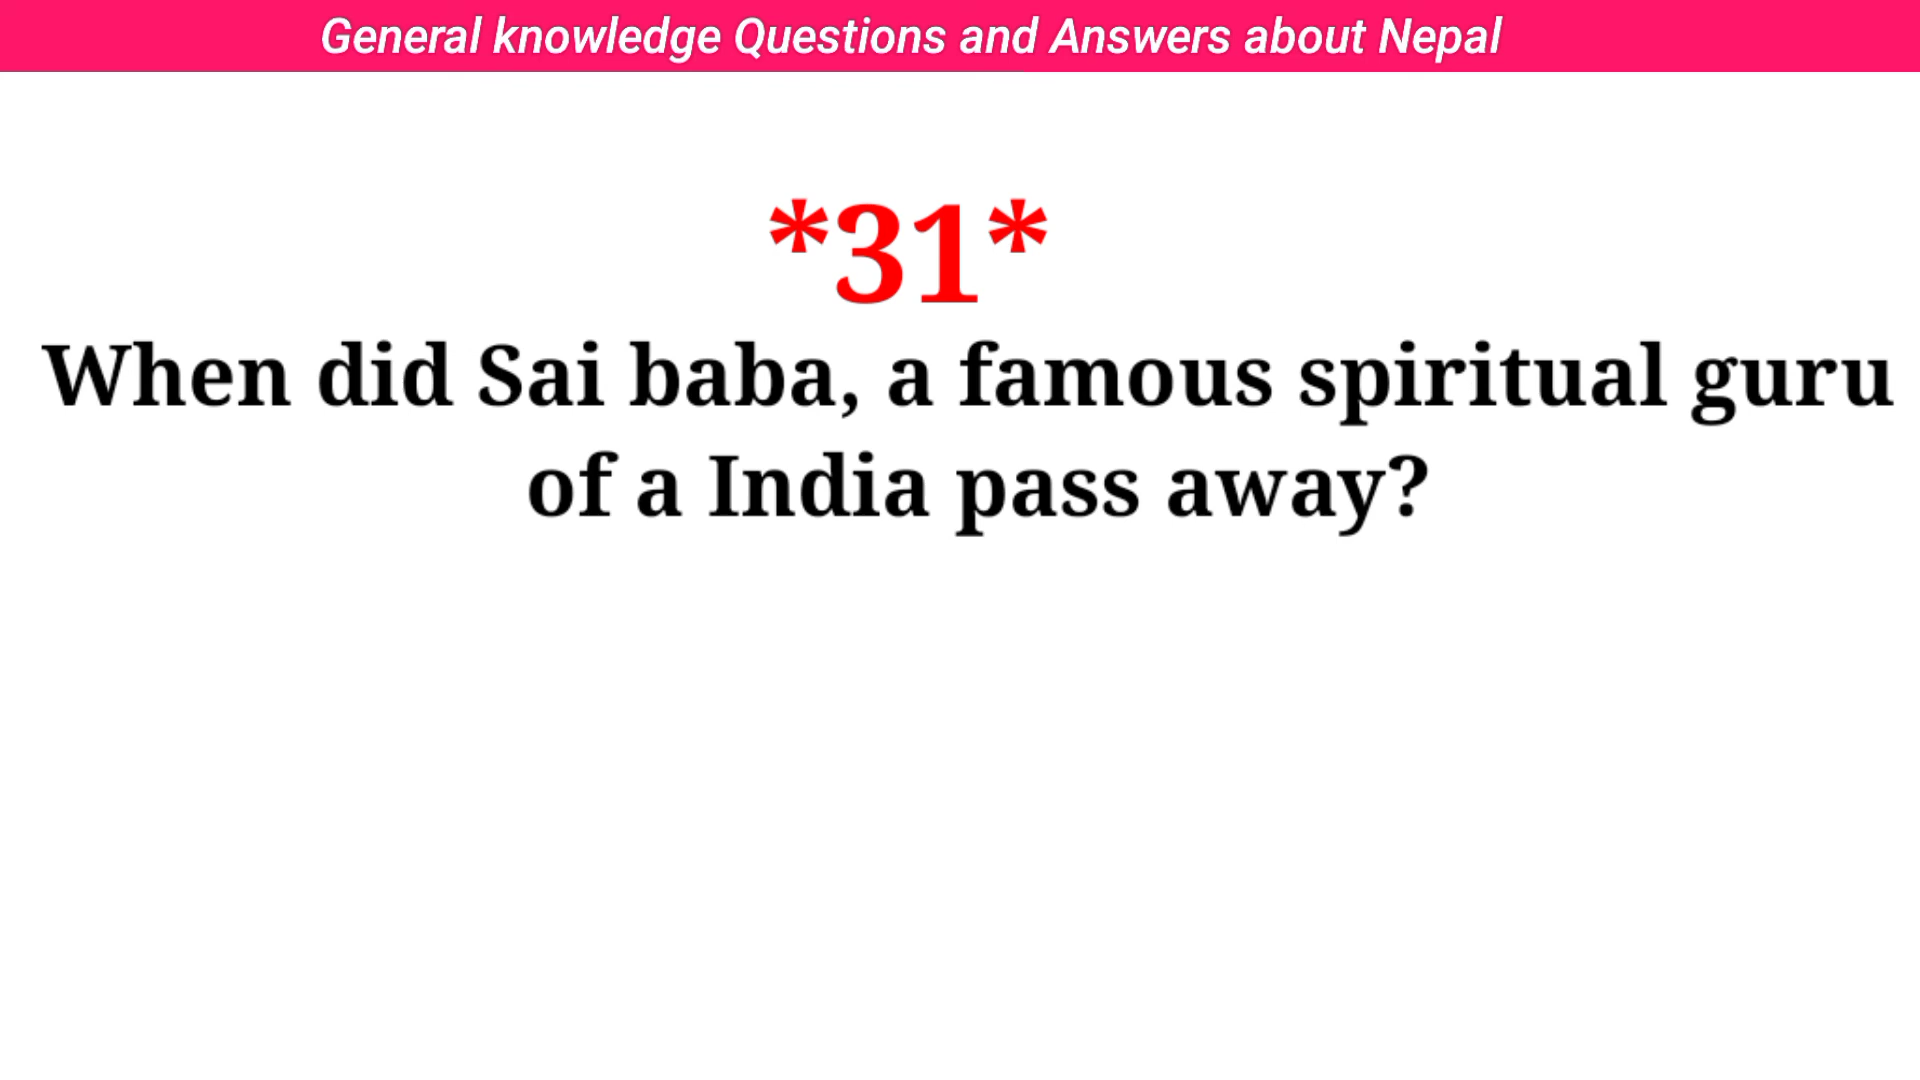 General knowledge Questions and Answers about Nepal
*31*
When did Sai baba, a famous spiritual guru
of a India pass away?